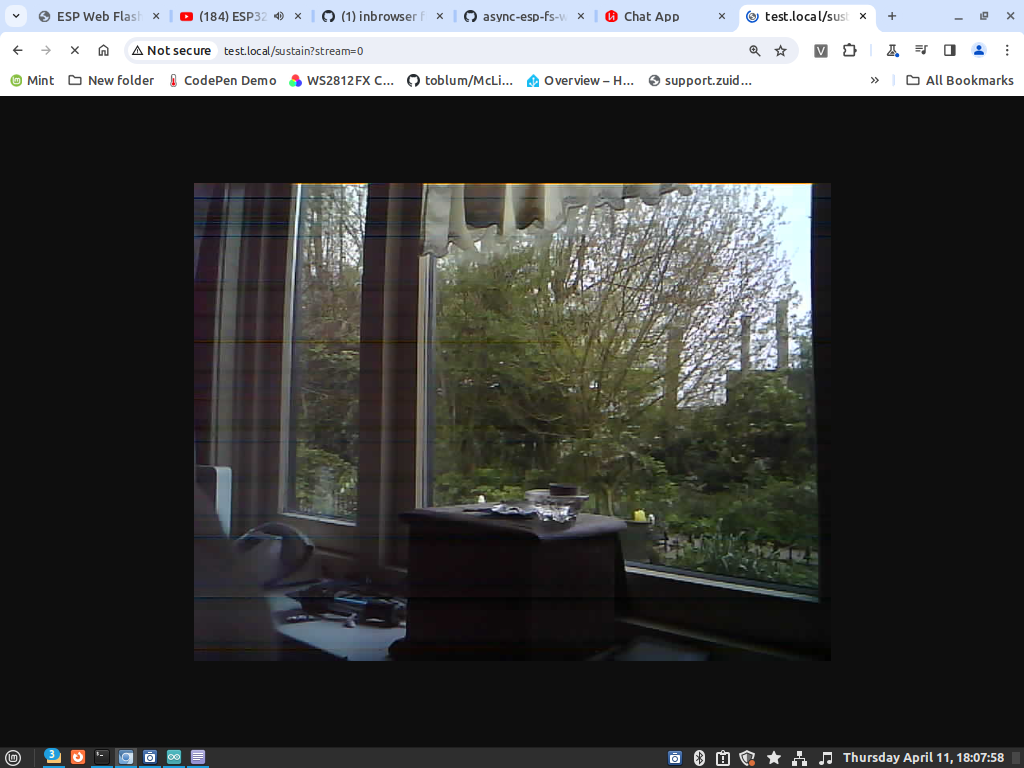 ESP Web Flash
(184) ESP32
(1) inbrowser f
async-esp-fs-w
Chat App
test.local/sus
Not secure
test.local/sustain?stream=0
Mint
New folder
CodePen Demo
WS2812FX C...
toblum/McLi...
Overview – H...
support.zuid...
»
All Bookmarks
3
Thursday April 11, 18:07:58